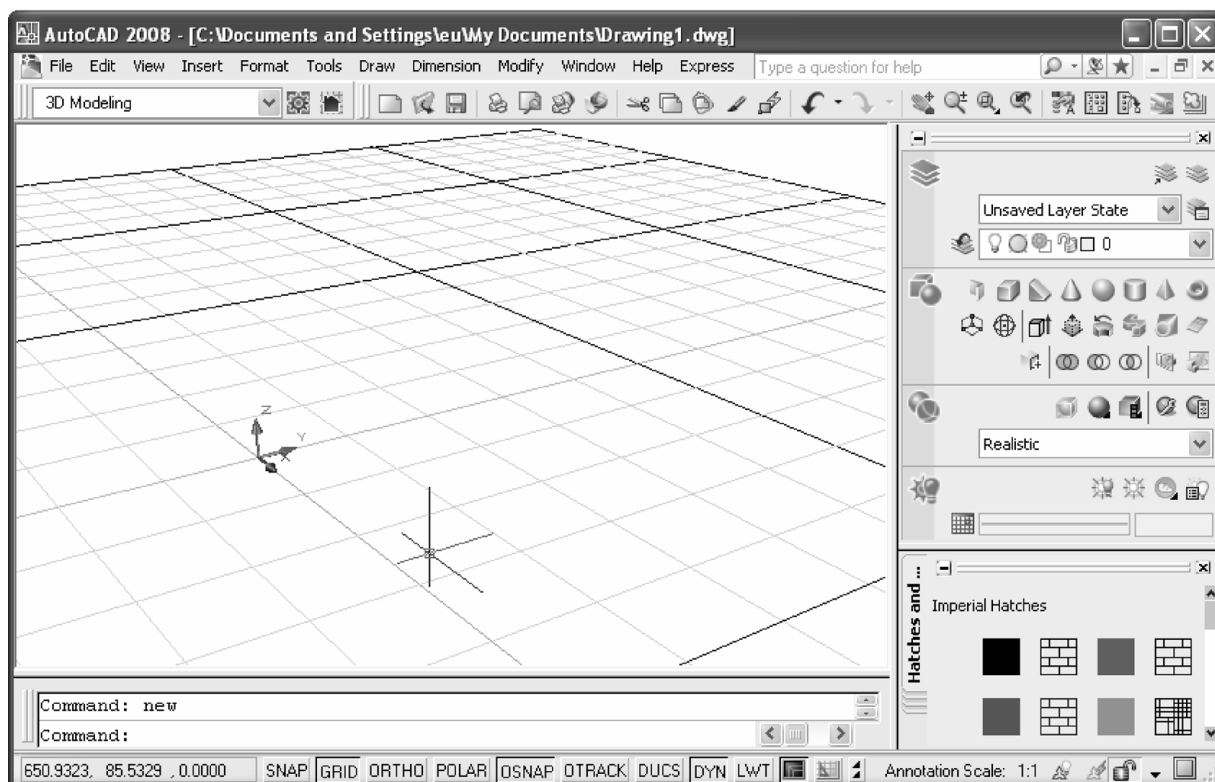 AutoCAD 2008 - [C:\Documents and Settings\eu\My Documents\Drawing1.dwg]
File Edit View Insert Format Tools Draw Dimension Modify Window Help Express Type a question for help
3D Modeling
Unsaved Layer State
0
Z
Y
X
Realistic
Hatches and ...
Imperial Hatches
Command: new
Command:
650.9323, 85.5329 , 0.0000 SNAP GRID ORTHO POLAR OSNAP OTRACK DUCS DYN LWT Annotation Scale: 1:1